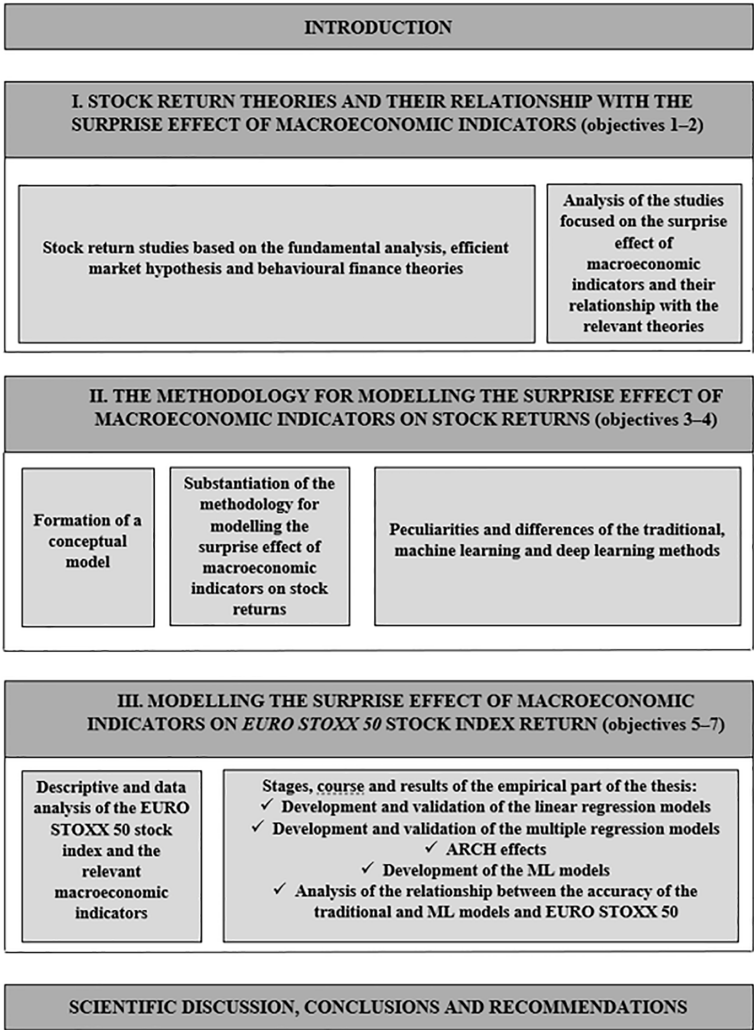 INTRODUCTION
I. STOCK RETURN THEORIES AND THEIR RELATIONSHIP WITH THE
SURPRISE EFFECT OF MACROECONOMIC INDICATORS (objectives 1–2)
Stock return studies based on the fundamental analysis, efficient
market hypothesis and behavioural finance theories
Analysis of the studies
focused on the surprise
effect of
macroeconomic
indicators and their
relationship with the
relevant theories
II. THE METHODOLOGY FOR MODELLING THE SURPRISE EFFECT OF
MACROECONOMIC INDICATORS ON STOCK RETURNS (objectives 3–4)
Formation of a
conceptual
model
Substantiation of the
methodology for
modelling the
surprise effect of
macroeconomic
indicators on stock
returns
Peculiarities and differences of the traditional,
machine learning and deep learning methods
III. MODELLING THE SURPRISE EFFECT OF MACROECONOMIC
INDICATORS ON EURO STOXX 50 STOCK INDEX RETURN (objectives 5–7)
Descriptive and data
analysis of the EURO
STOXX 50 stock
index and the
relevant
macroeconomic
indicators
Stages, course and results of the empirical part of the thesis:
✓ Development and validation of the linear regression models
✓ Development and validation of the multiple regression models
✓ ARCH effects
✓ Development of the ML models
✓ Analysis of the relationship between the accuracy of the
traditional and ML models and EURO STOXX 50
SCIENTIFIC DISCUSSION, CONCLUSIONS AND RECOMMENDATIONS